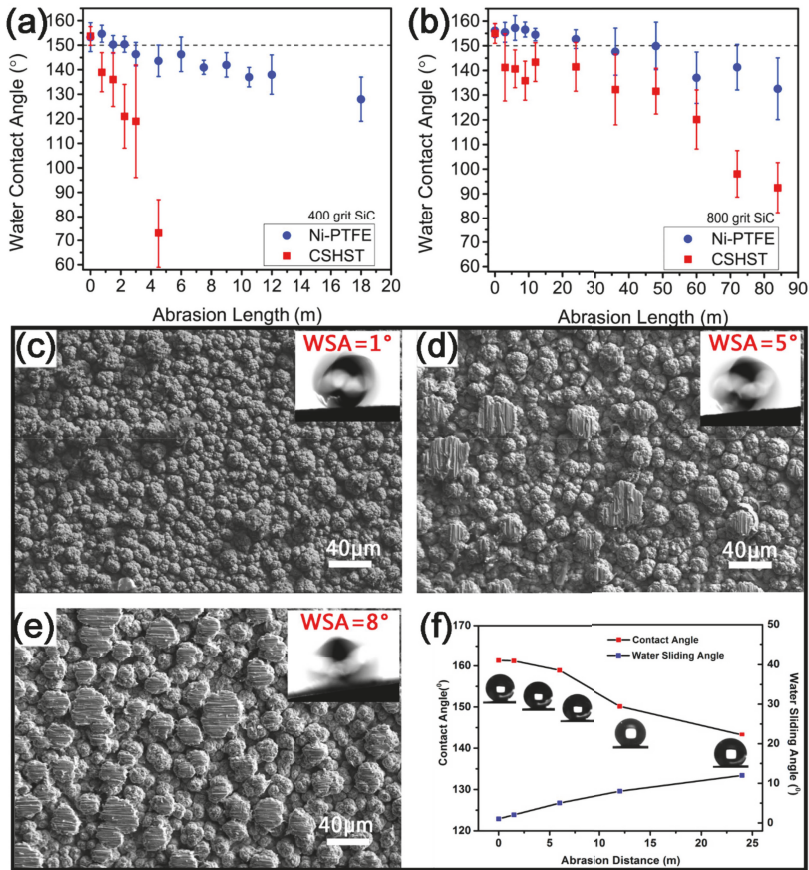 (a)
160
150
140
130
120
110
100
90
80
70
60
Water Contact Angle (°)
400 grit SiC
Ni-PTFE
CSHST
0 2 4 6 8 10 12 14 16 18 20
Abrasion Length (m)
(b)
160
150
140
130
120
110
100
90
80
70
60
Water Contact Angle (°)
800 grit SiC
Ni-PTFE
CSHST
0 10 20 30 40 50 60 70 80 90
Abrasion Length (m)
(c)
WSA=1°
40μm
(d)
WSA=5°
40μm
(e)
WSA=8°
40μm
(f)
170
160
150
140
130
120
Contact Angle(⁰)
Contact Angle
Water Sliding Angle
50
40
30
20
10
0
Water Sliding Angle (⁰)
0 5 10 15 20 25
Abrasion Distance (m)